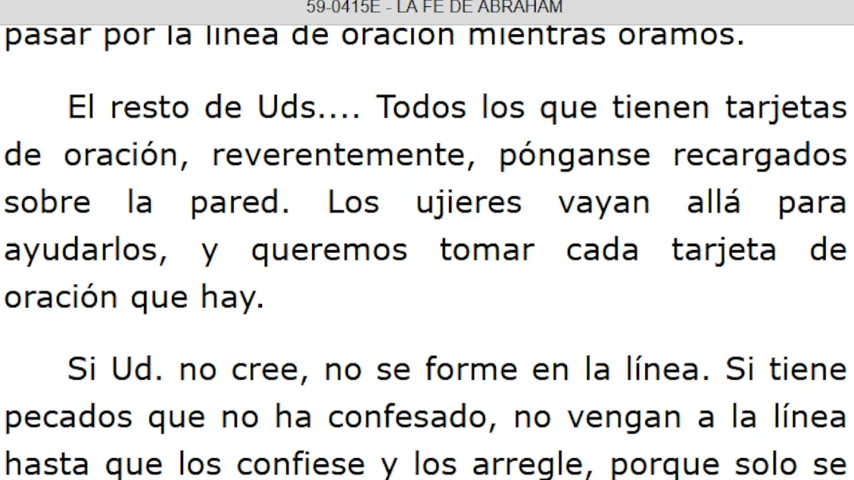 59-0415E - LA FE DE ABRAHAM
pasar por la línea de oración mientras oramos.
El resto de Uds.... Todos los que tienen tarjetas
de oración, reverentemente, pónganse recargados
sobre la pared. Los ujieres vayan allá para
ayudarlos, y queremos tomar cada tarjeta de
oración que hay.
Si Ud. no cree, no se forme en la línea. Si tiene
pecados que no ha confesado, no vengan a la línea
hasta que los confiese y los arregle, porque solo se